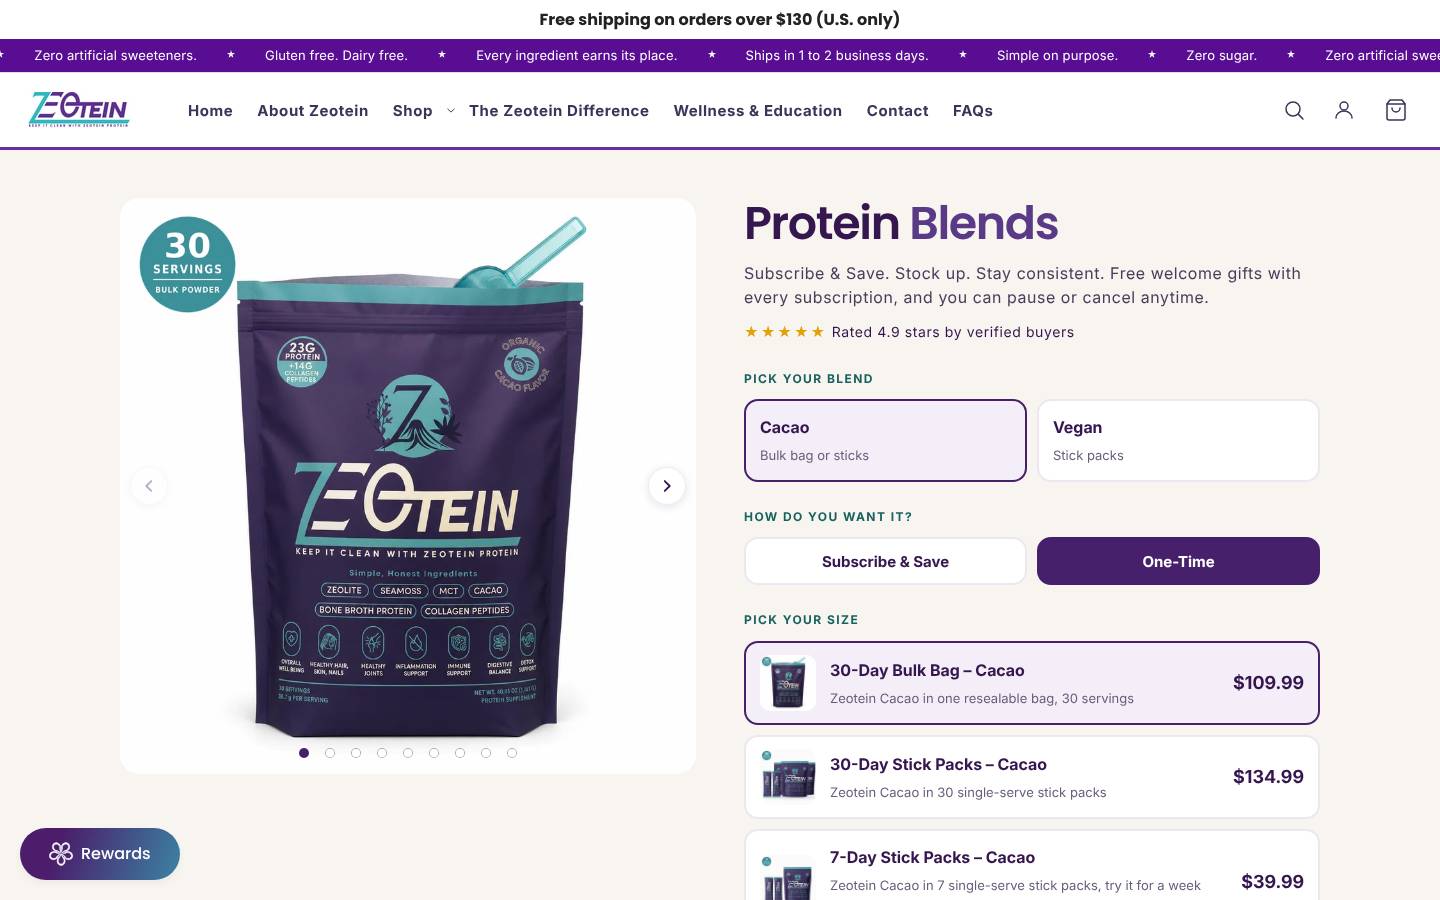 Free shipping on orders over $130 (U.S. only)
★ Zero artificial sweeteners. ★ Gluten free. Dairy free. ★ Every ingredient earns its place. ★ Ships in 1 to 2 business days. ★ Simple on purpose. ★ Zero sugar. ★ Zero artificial swee
ZEOTEIN
KEEP IT CLEAN WITH ZEOTEIN PROTEIN
Home
About Zeotein
Shop
The Zeotein Difference
Wellness & Education
Contact
FAQs
30
SERVINGS
BULK POWDER
23G
PROTEIN
+14G
COLLAGEN
PEPTIDES
ORGANIC
CACAO FLAVOR
Z
ZEOTEIN
KEEP IT CLEAN WITH ZEOTEIN PROTEIN
Simple, Honest Ingredients
ZEOLITE
SEAMOSS
MCT
CACAO
BONE BROTH PROTEIN
COLLAGEN PEPTIDES
OVERALL
WELL BEING
HEALTHY HAIR,
SKIN, NAILS
HEALTHY
JOINTS
INFLAMMATION
SUPPORT
IMMUNE
SUPPORT
DIGESTIVE
BALANCE
DETOX
SUPPORT
30 SERVINGS
PER SERVING
NET WT.
PROTEIN SUPPLEMENT
Protein Blends
Subscribe & Save. Stock up. Stay consistent. Free welcome gifts with
every subscription, and you can pause or cancel anytime.
★★★★★ Rated 4.9 stars by verified buyers
PICK YOUR BLEND
Cacao
Bulk bag or sticks
Vegan
Stick packs
HOW DO YOU WANT IT?
Subscribe & Save
One-Time
PICK YOUR SIZE
30-Day Bulk Bag – Cacao
Zeotein Cacao in one resealable bag, 30 servings
$109.99
30-Day Stick Packs – Cacao
Zeotein Cacao in 30 single-serve stick packs
$134.99
7-Day Stick Packs – Cacao
Zeotein Cacao in 7 single-serve stick packs, try it for a week
$39.99
Rewards